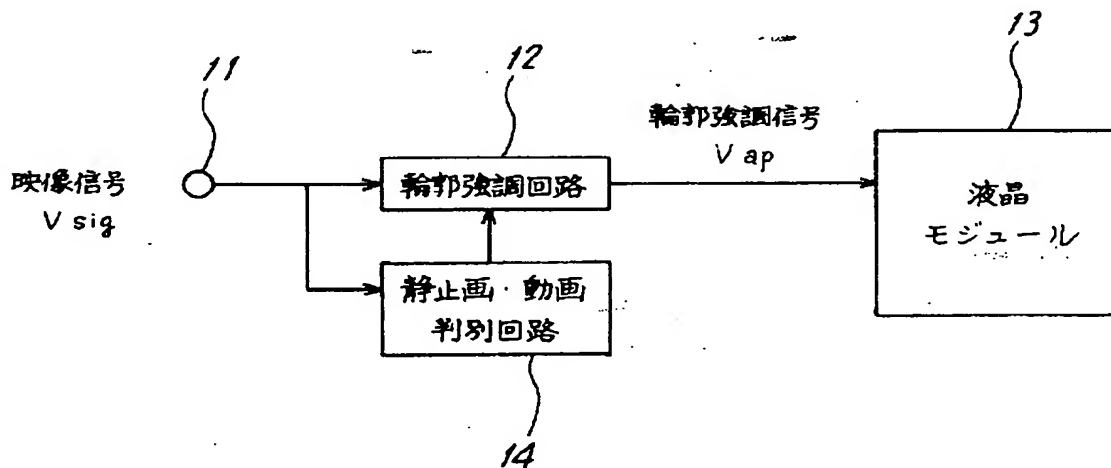 11
12
13
映像信号
V sig
輪郭強調回路
輪郭強調信号
V ap
液晶
モジュール
静止画・動画
判別回路
14